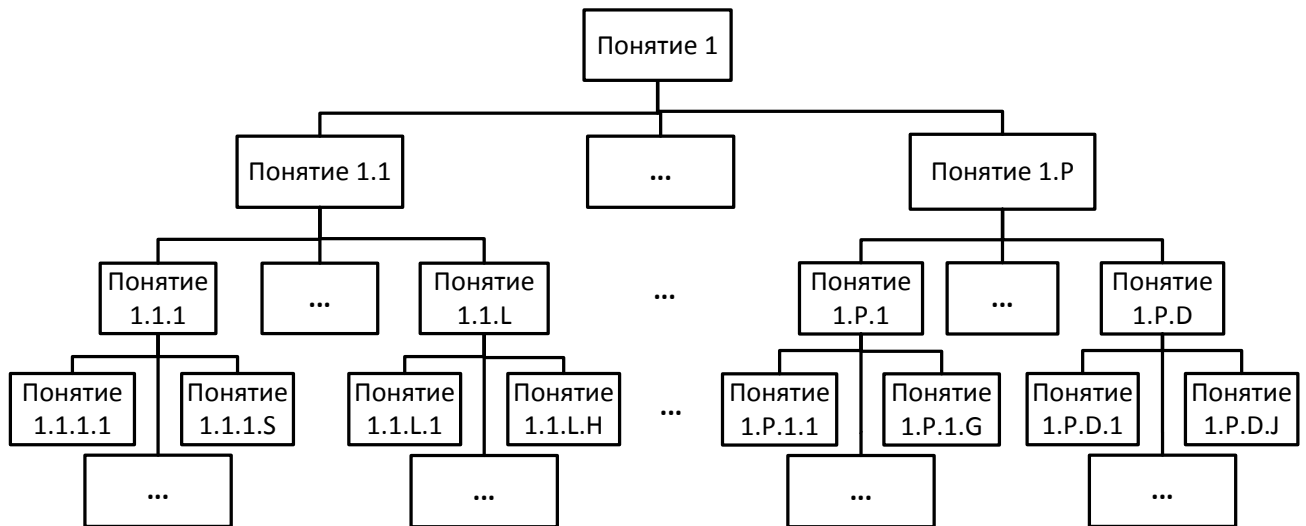 Понятие 1
Понятие 1.1
...
Понятие 1.P
Понятие
1.1.1
...
Понятие
1.1.L
...
Понятие
1.P.1
...
Понятие
1.P.D
Понятие
1.1.1.1
Понятие
1.1.1.S
Понятие
1.1.L.1
Понятие
1.1.L.H
...
Понятие
1.P.1.1
Понятие
1.P.1.G
Понятие
1.P.D.1
Понятие
1.P.D.J
...
...
...
...